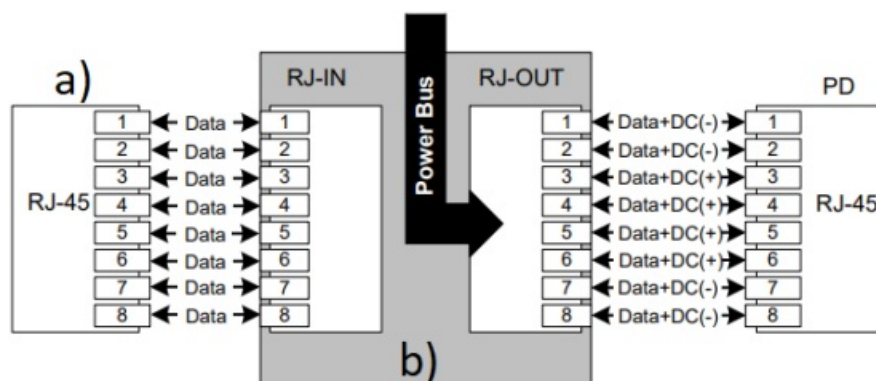 a)
RJ-IN
RJ-OUT
PD
Power Bus
1 Data 1 1 Data+DC(-) 1
2 Data 2 2 Data+DC(-) 2
3 Data 3 3 Data+DC(+) 3
RJ-45 4 Data 4 4 Data+DC(+) 4 RJ-45
5 Data 5 5 Data+DC(+) 5
6 Data 6 6 Data+DC(+) 6
7 Data 7 7 Data+DC(-) 7
8 Data 8 8 Data+DC(-) 8
b)